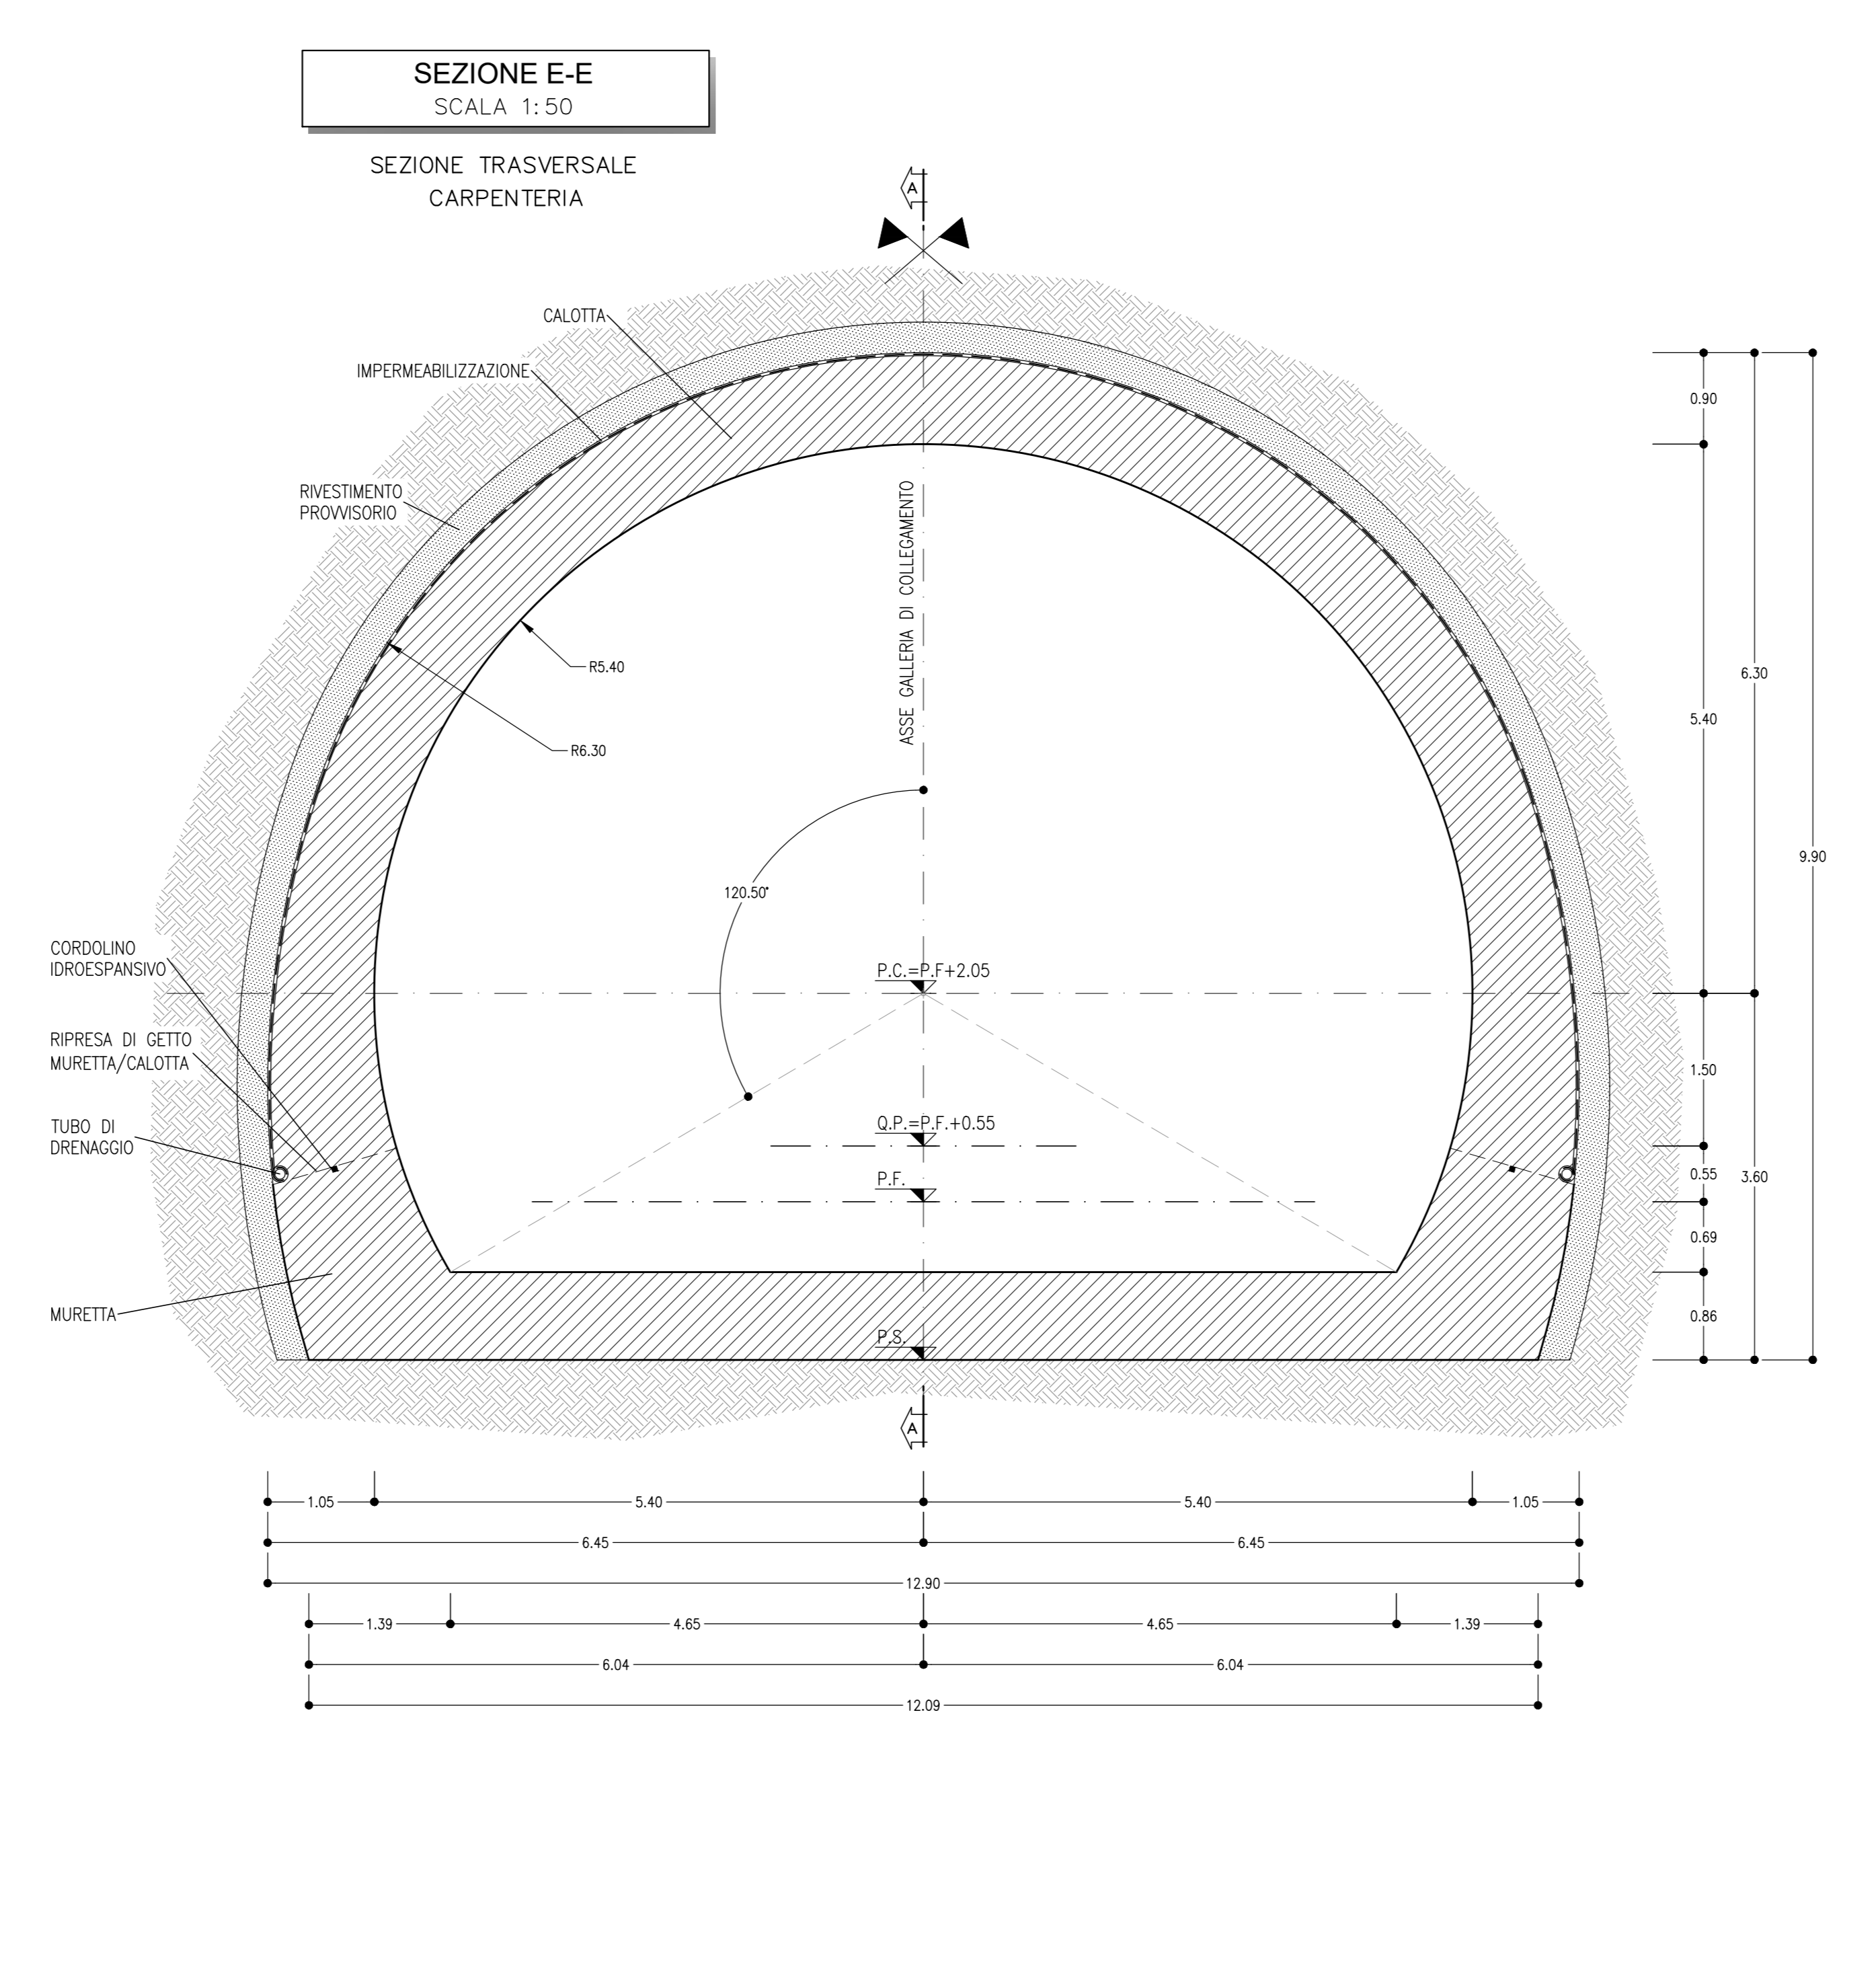 SEZIONE E-E
SCALA 1:50
SEZIONE TRASVERSALE
CARPENTERIA
A
CALOTTA
IMPERMEABILIZZAZIONE
RIVESTIMENTO
PROVVISORIO
ASSE GALLERIA DI COLLEGAMENTO
R5.40
R6.30
120.50°
CORDOLINO
IDROESPANSIVO
RIPRESA DI GETTO
MURETTA/CALOTTA
TUBO DI
DRENAGGIO
MURETTA
P.C.=P.F+2.05
Q.P.=P.F.+0.55
P.F.
P.S.
A
0.90
5.40
6.30
9.90
1.50
0.55
3.60
0.69
0.86
1.05
5.40
5.40
1.05
6.45
6.45
12.90
1.39
4.65
4.65
1.39
6.04
6.04
12.09